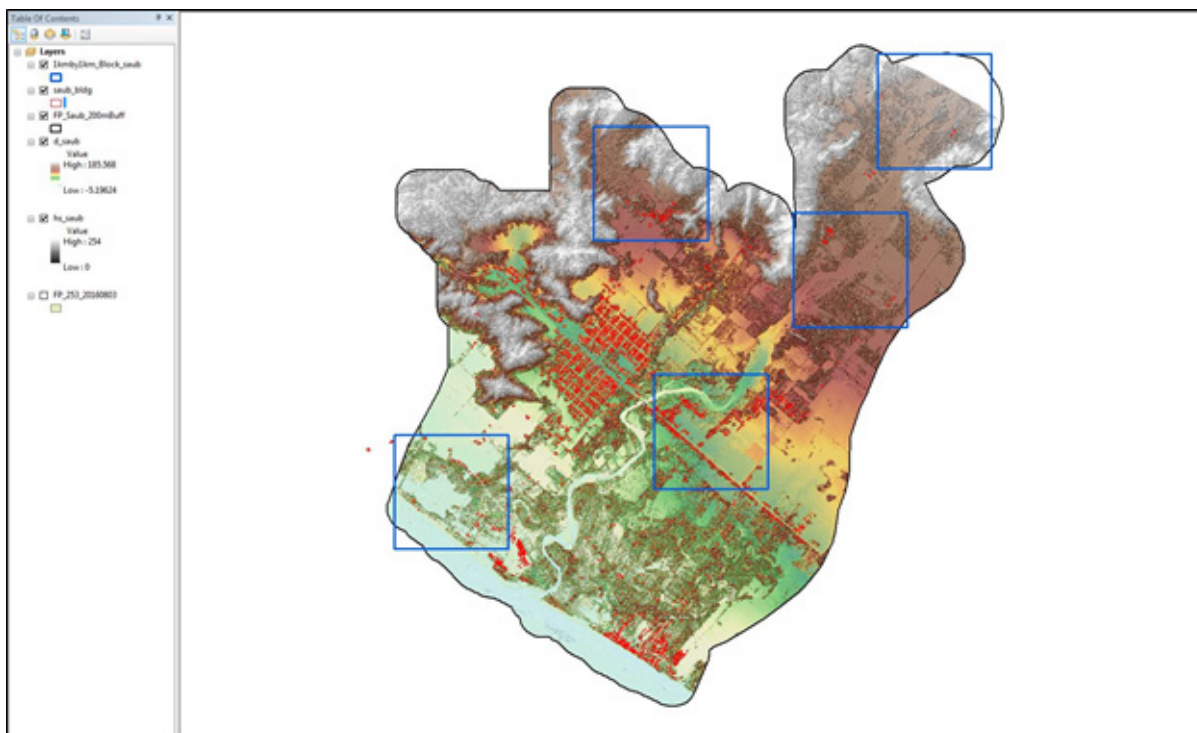 Table Of Contents
Layers
1kmby1km_Block_saub
saub_bldg
FP_Saub_200mBuff
d_saub
Value
High : 185.568
Low : -5.19624
hs_saub
Value
High : 254
Low : 0
FP_253_20160803